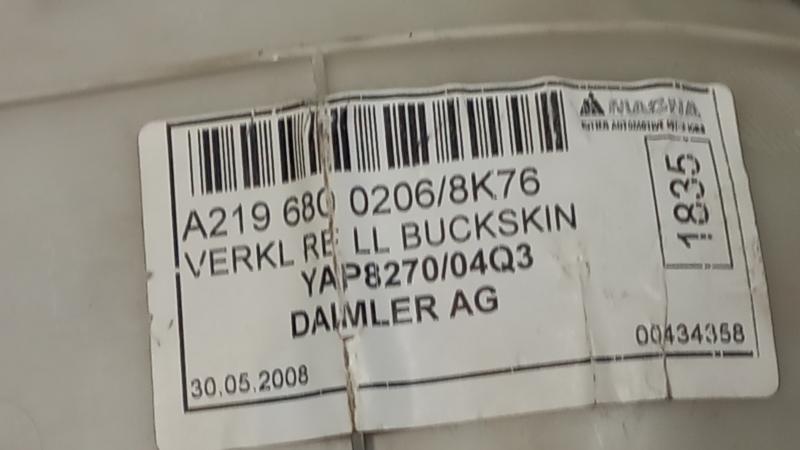 MAGNA
A219 680 0206/8K76
VERKL RE LL BUCKSKIN
YAP8270/04Q3
DAIMLER AG
1835
00434358
30.05.2008